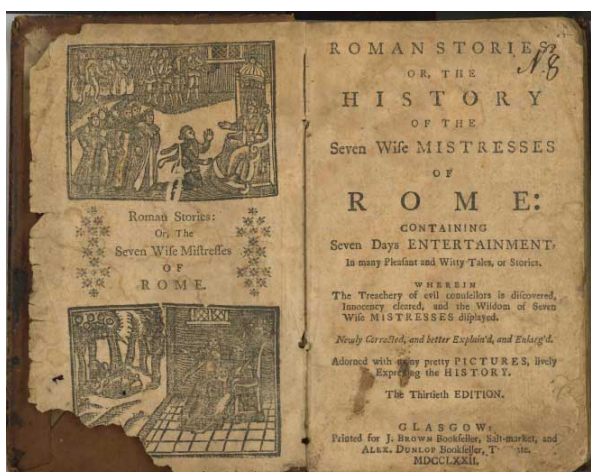 Roman Stories:
Or, The
Seven Wise Mistresses
OF
ROME.
ROMAN STORIES:
OR, THE
HISTORY
OF THE
Seven Wise MISTRESSES
OF
ROME:
CONTAINING
Seven Days ENTERTAINMENT,
In many Pleasant and Witty Tales, or Stories.
WHEREIN
The Treachery of evil counsellors is discovered,
Innocency cleared, and the Wisdom of Seven
Wise MISTRESSES displayed.
Newly Corrected, and better Explain'd, and Enlarg'd.
Adorned with many pretty PICTURES, lively
Expressing the HISTORY.
The Thirtieth EDITION.
GLASGOW:
Printed for J. BROWN Bookseller, Salt-market, and
ALEX. DUNLOP Bookseller,
MDCCLXXII.